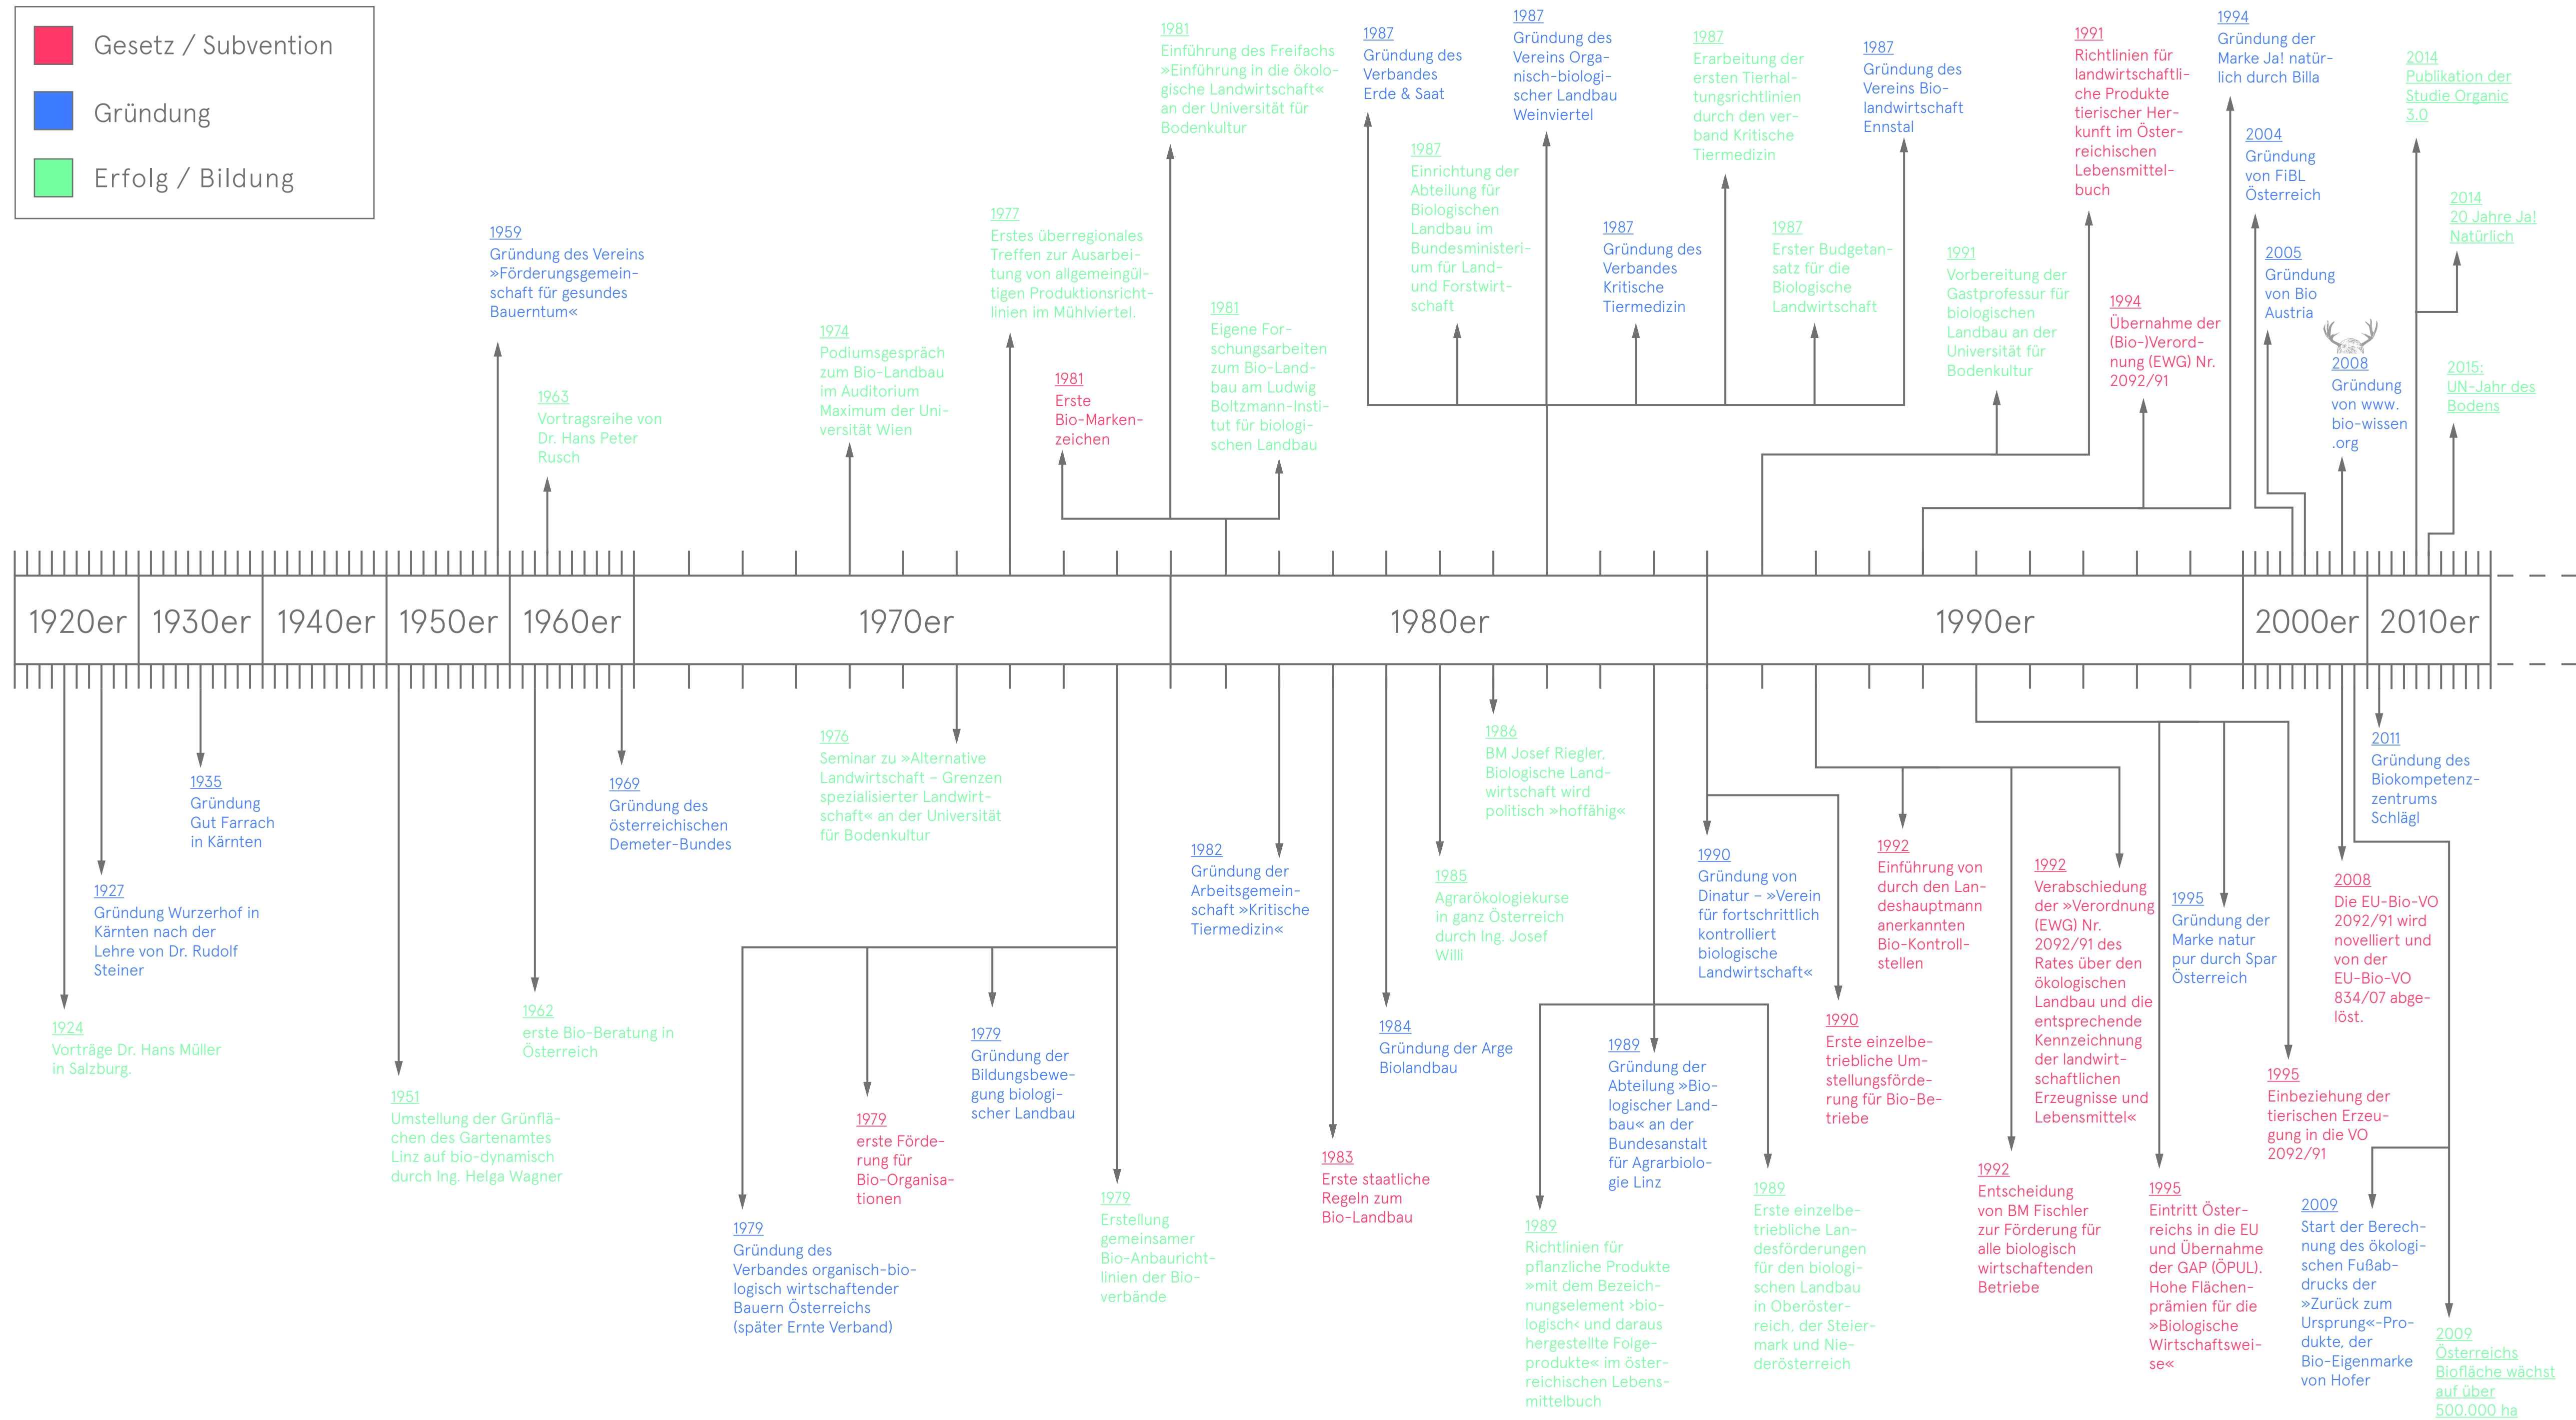 Gesetz / Subvention
Gründung
Erfolg / Bildung
1959
Gründung des Vereins
»Förderungsgemein-
schaft für gesundes
Bauerntum«
1963
Vortragsreihe von
Dr. Hans Peter
Rusch
1974
Podiumsgespräch
zum Bio-Landbau
im Auditorium
Maximum der Uni-
versität Wien
1977
Erstes überregionales
Treffen zur Ausarbei-
tung von allgemeingül-
tigen Produktionsricht-
linien im Mühlviertel.
1981
Erste
Bio-Marken-
zeichen
1981
Einführung des Freifachs
»Einführung in die ökolo-
gische Landwirtschaft«
an der Universität für
Bodenkultur
1981
Eigene For-
schungsarbeiten
zum Bio-Land-
bau am Ludwig
Boltzmann-Insti-
tut für biologi-
schen Landbau
1987
Gründung des
Verbandes
Erde & Saat
1987
Einrichtung der
Abteilung für
Biologischen
Landbau im
Bundesministeri-
um für Land-
und Forstwirt-
schaft
1987
Gründung des
Vereins Orga-
nisch-biologi-
scher Landbau
Weinviertel
1987
Gründung des
Verbandes
Kritische
Tiermedizin
1987
Erarbeitung der
ersten Tierhal-
tungsrichtlinien
durch den ver-
band Kritische
Tiermedizin
1987
Erster Budgetan-
satz für die
Biologische
Landwirtschaft
1987
Gründung des
Vereins Bio-
landwirtschaft
Ennstal
1991
Vorbereitung der
Gastprofessur für
biologischen
Landbau an der
Universität für
Bodenkultur
1991
Richtlinien für
landwirtschaftli-
che Produkte
tierischer Her-
kunft im Öster-
reichischen
Lebensmittel-
buch
1994
Übernahme der
(Bio-)Verord-
nung (EWG) Nr.
2092/91
1994
Gründung der
Marke Ja! natür-
lich durch Billa
2004
Gründung
von FiBL
Österreich
2005
Gründung
von Bio
Austria
2008
Gründung
von www.
bio-wissen
.org
2014
Publikation der
Studie Organic
3.0
2014
20 Jahre Ja!
Natürlich
2015:
UN-Jahr des
Bodens
1920er 1930er 1940er 1950er 1960er 1970er 1980er 1990er 2000er 2010er
1924
Vorträge Dr. Hans Müller
in Salzburg.
1927
Gründung Wurzerhof in
Kärnten nach der
Lehre von Dr. Rudolf
Steiner
1935
Gründung
Gut Farrach
in Kärnten
1951
Umstellung der Grünflä-
chen des Gartenamtes
Linz auf bio-dynamisch
durch Ing. Helga Wagner
1962
erste Bio-Beratung in
Österreich
1969
Gründung des
österreichischen
Demeter-Bundes
1976
Seminar zu »Alternative
Landwirtschaft – Grenzen
spezialisierter Landwirt-
schaft« an der Universität
für Bodenkultur
1979
Gründung des
Verbandes organisch-bio-
logisch wirtschaftender
Bauern Österreichs
(später Ernte Verband)
1979
erste Förde-
rung für
Bio-Organisa-
tionen
1979
Gründung der
Bildungsbewe-
gung biologi-
scher Landbau
1979
Erstellung
gemeinsamer
Bio-Anbauricht-
linien der Bio-
verbände
1982
Gründung der
Arbeitsgemein-
schaft »Kritische
Tiermedizin«
1983
Erste staatliche
Regeln zum
Bio-Landbau
1984
Gründung der Arge
Biolandbau
1985
Agrarökologiekurse
in ganz Österreich
durch Ing. Josef
Willi
1986
BM Josef Riegler,
Biologische Land-
wirtschaft wird
politisch »hoffähig«
1989
Richtlinien für
pflanzliche Produkte
»mit dem Bezeich-
nungselement ›bio-
logisch‹ und daraus
hergestellte Folge-
produkte« im öster-
reichischen Lebens-
mittelbuch
1989
Gründung der
Abteilung »Bio-
logischer Land-
bau« an der
Bundesanstalt
für Agrarbiolo-
gie Linz
1989
Erste einzelbe-
triebliche Lan-
desförderungen
für den biologi-
schen Landbau
in Oberöster-
reich, der Steier-
mark und Nie-
derösterreich
1990
Gründung von
Dinatur – »Verein
für fortschrittlich
kontrolliert
biologische
Landwirtschaft«
1990
Erste einzelbe-
triebliche Um-
stellungsförde-
rung für Bio-Be-
triebe
1992
Einführung von
durch den Lan-
deshauptmann
anerkannten
Bio-Kontroll-
stellen
1992
Entscheidung
von BM Fischler
zur Förderung für
alle biologisch
wirtschaftenden
Betriebe
1992
Verabschiedung
der »Verordnung
(EWG) Nr.
2092/91 des
Rates über den
ökologischen
Landbau und die
entsprechende
Kennzeichnung
der landwirt-
schaftlichen
Erzeugnisse und
Lebensmittel«
1995
Eintritt Öster-
reichs in die EU
und Übernahme
der GAP (ÖPUL).
Hohe Flächen-
prämien für die
»Biologische
Wirtschaftswei-
se«
1995
Gründung der
Marke natur
pur durch Spar
Österreich
1995
Einbeziehung der
tierischen Erzeu-
gung in die VO
2092/91
2008
Die EU-Bio-VO
2092/91 wird
novelliert und
von der
EU-Bio-VO
834/07 abge-
löst.
2009
Start der Berech-
nung des ökologi-
schen Fußab-
drucks der
»Zurück zum
Ursprung«-Pro-
dukte, der
Bio-Eigenmarke
von Hofer
2009
Österreichs
Biofläche wächst
auf über
500.000 ha
2011
Gründung des
Biokompetenz-
zentrums
Schlägl